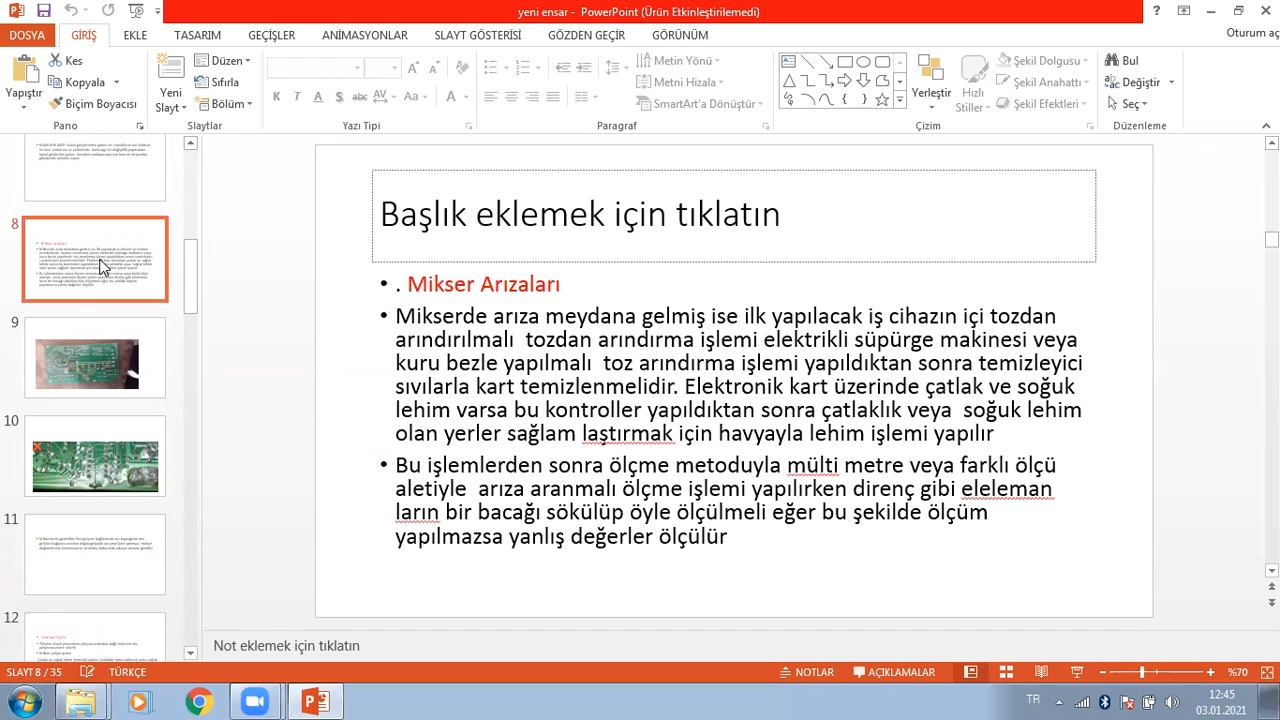 yeni ensar - PowerPoint (Ürün Etkinleştirilemedi)
DOSYA GİRİŞ EKLE TASARIM GEÇİŞLER ANİMASYONLAR SLAYT GÖSTERİSİ GÖZDEN GEÇİR GÖRÜNÜM Oturum aç
Yapıştır
Kes
Kopyala
Biçim Boyacısı
Pano
Yeni
Slayt
Düzen
Sıfırla
Bölüm
Slaytlar
K T A S abc AV Aa A
Yazı Tipi
Metin Yönü
Metni Hizala
SmartArt'a Dönüştür
Paragraf
Yerleştir
Hızlı
Stiller
Şekil Dolgusu
Şekil Anahattı
Şekil Efektleri
Çizim
Bul
Değiştir
Seç
Düzenleme
8
9
10
11
12
Başlık eklemek için tıklatın
• . Mikser Arızaları
• Mikserde arıza meydana gelmiş ise ilk yapılacak iş cihazın içi tozdan
arındırılmalı tozdan arındırma işlemi elektrikli süpürge makinesi veya
kuru bezle yapılmalı toz arındırma işlemi yapıldıktan sonra temizleyici
sıvılarla kart temizlenmelidir. Elektronik kart üzerinde çatlak ve soğuk
lehim varsa bu kontroller yapıldıktan sonra çatlaklık veya soğuk lehim
olan yerler sağlam laştırmak için havyayla lehim işlemi yapılır
• Bu işlemlerden sonra ölçme metoduyla mülti metre veya farklı ölçü
aletiyle arıza aranmalı ölçme işlemi yapılırken direnç gibi eleleman
ların bir bacağı sökülüp öyle ölçülmeli eğer bu şekilde ölçüm
yapılmazsa yanlış değerler ölçülür
Not eklemek için tıklatın
SLAYT 8 / 35 TÜRKÇE NOTLAR AÇIKLAMALAR %70
TR 12:45
03.01.2021